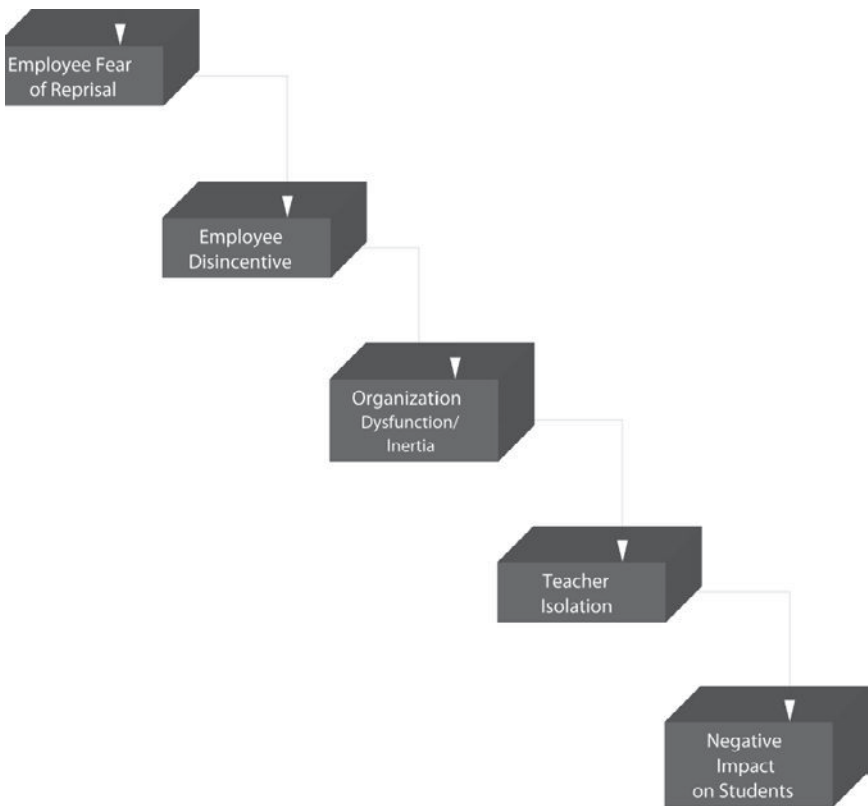 Employee Fear
of Reprisal
Employee
Disincentive
Organization
Dysfunction/
Inertia
Teacher
Isolation
Negative
Impact
on Students